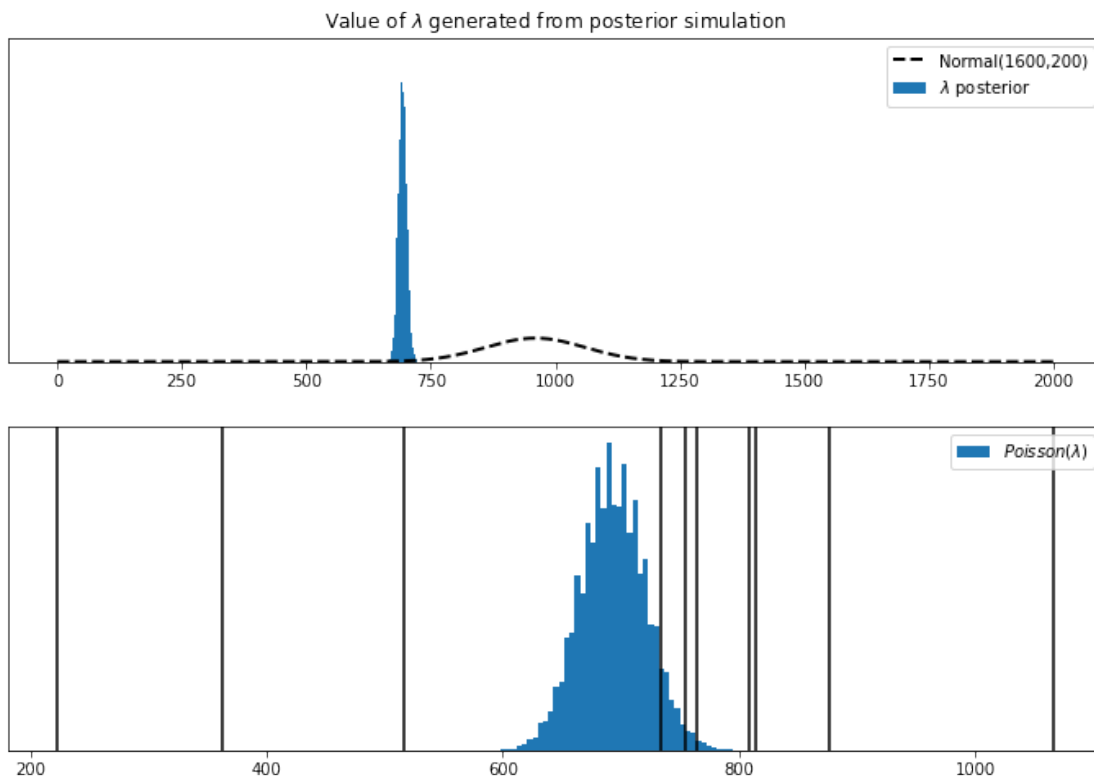 Value of λ generated from posterior simulation
Normal(1600,200)
λ posterior
0 250 500 750 1000 1250 1500 1750 2000
Poisson(λ)
200 400 600 800 1000